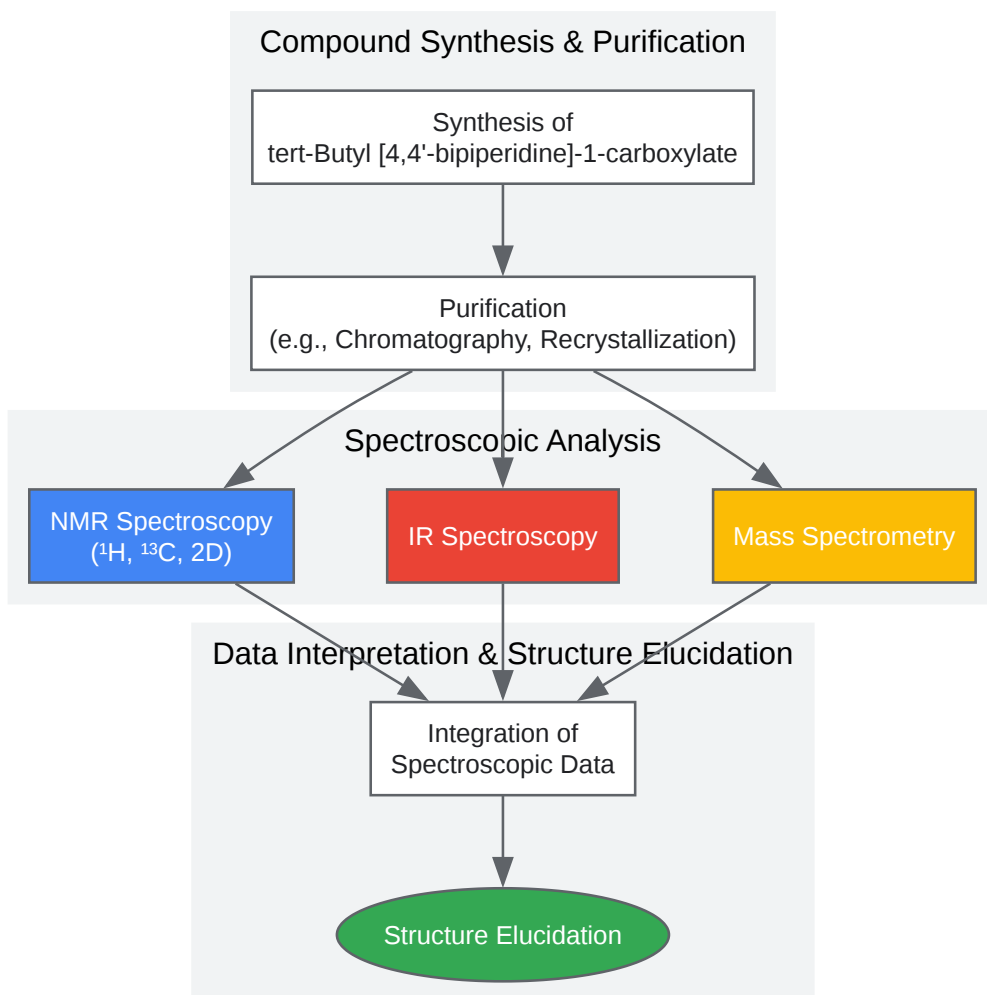 Compound Synthesis & Purification
Synthesis of
tert-Butyl [4,4'-bipiperidine]-1-carboxylate
Purification
(e.g., Chromatography, Recrystallization)
Spectroscopic Analysis
NMR Spectroscopy
(¹H, ¹³C, 2D)
IR Spectroscopy
Mass Spectrometry
Data Interpretation & Structure Elucidation
Integration of
Spectroscopic Data
Structure Elucidation